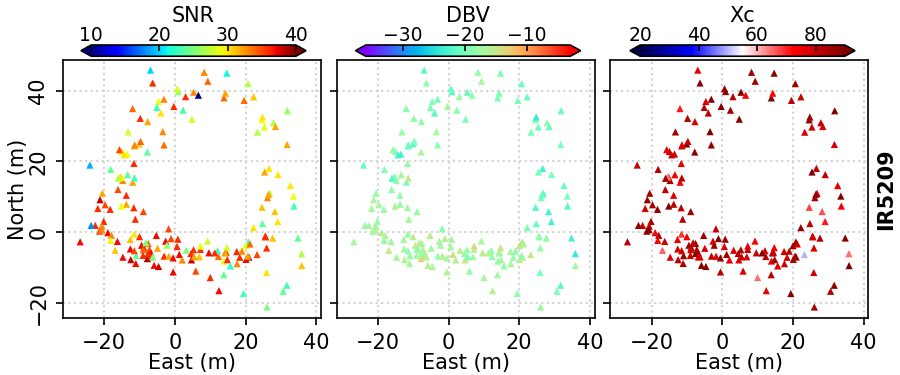 SNR DBV Xc
10 20 30 40 −30 −20 −10 20 40 60 80
40
20
0
−20
North (m)
IR5209
−20 0 20 40 −20 0 20 40 −20 0 20 40
East (m) East (m) East (m)